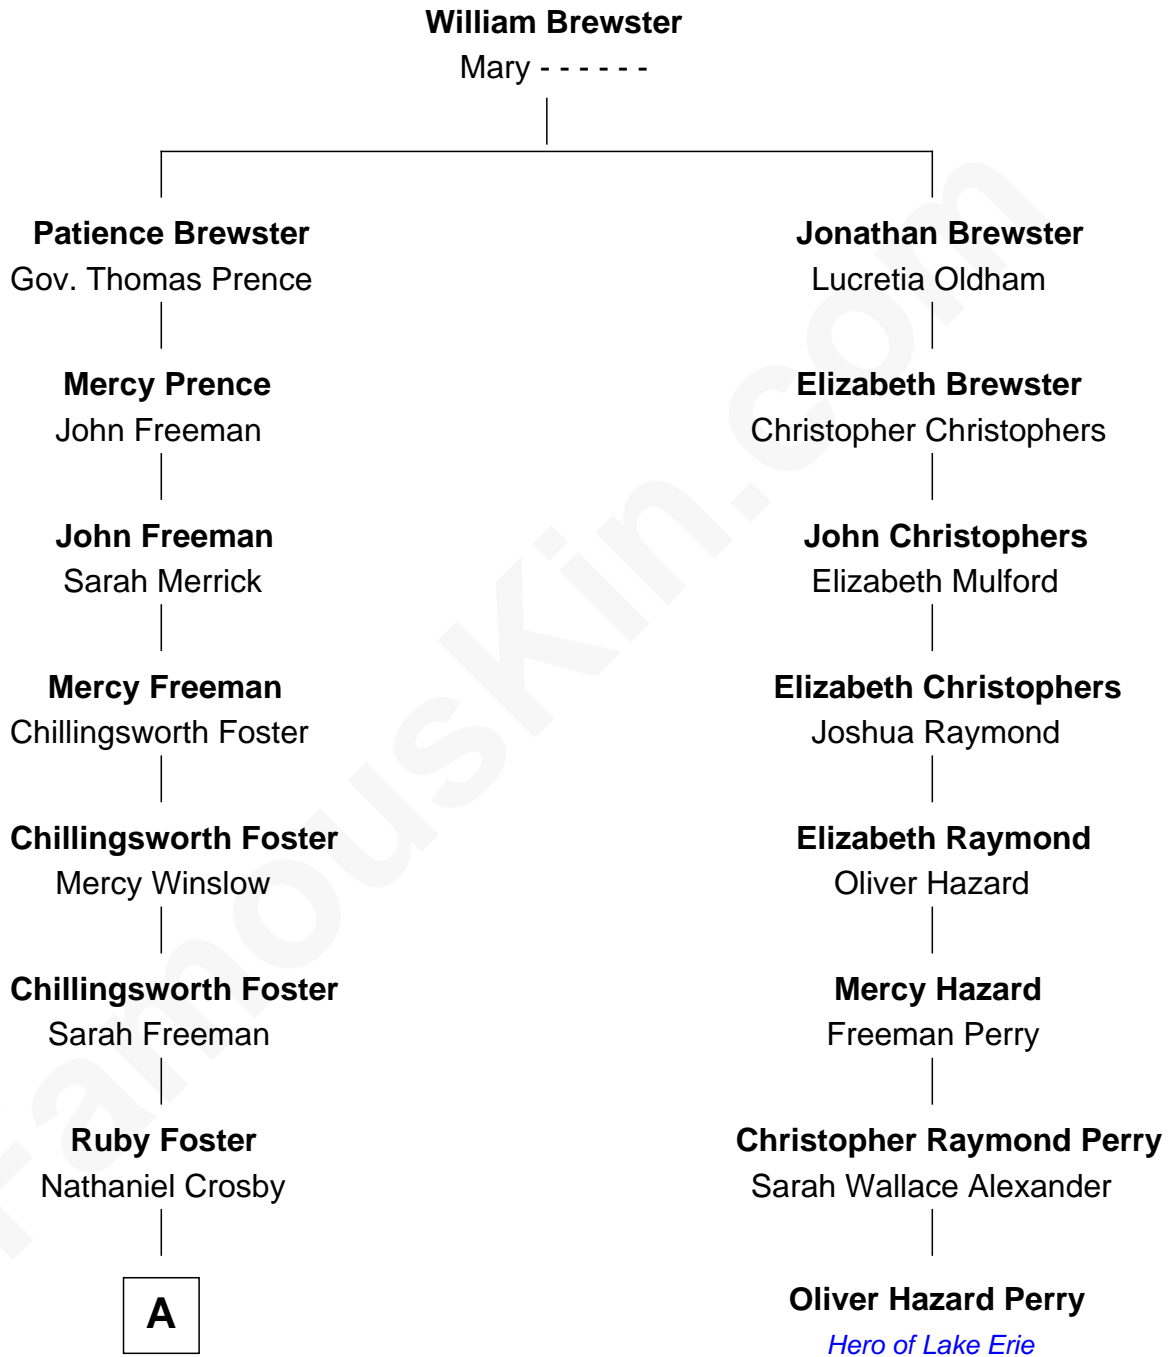 William Brewster
Mary - - - - - -
Patience Brewster
Gov. Thomas Prence
Jonathan Brewster
Lucretia Oldham
Mercy Prence
John Freeman
Elizabeth Brewster
Christopher Christophers
John Freeman
Sarah Merrick
John Christophers
Elizabeth Mulford
Mercy Freeman
Chillingsworth Foster
Elizabeth Christophers
Joshua Raymond
Chillingsworth Foster
Mercy Winslow
Elizabeth Raymond
Oliver Hazard
Chillingsworth Foster
Sarah Freeman
Mercy Hazard
Freeman Perry
Ruby Foster
Nathaniel Crosby
Christopher Raymond Perry
Sarah Wallace Alexander
A
Oliver Hazard Perry
Hero of Lake Erie
FamousKin.com